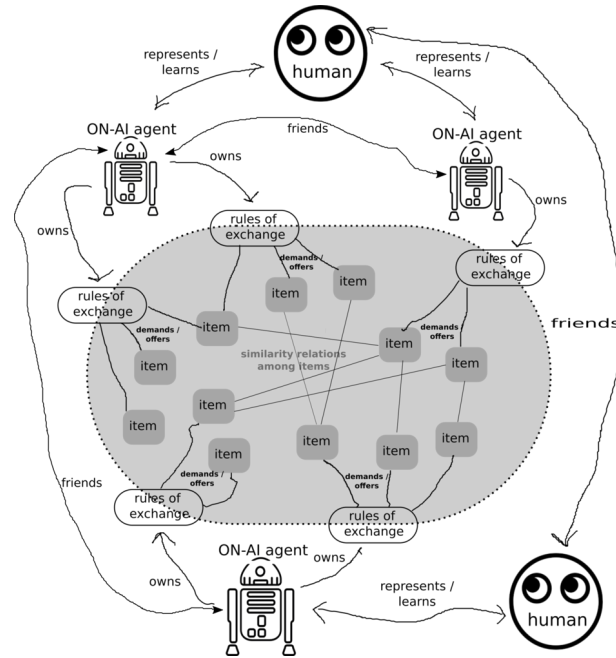 represents /
learns
human
represents /
learns
ON-AI agent
friends
ON-AI agent
owns
owns
owns
rules of
exchange
rules of
exchange
demands /
offers
item
item
rules of
exchange
demands /
offers
item
item
demands /
offers
friends
similarity relations
among items
item
item
item
item
item
item
item
item
demands /
offers
demands /
offers
friends
rules of
exchange
rules of
exchange
ON-AI agent
owns
owns
represents /
learns
human